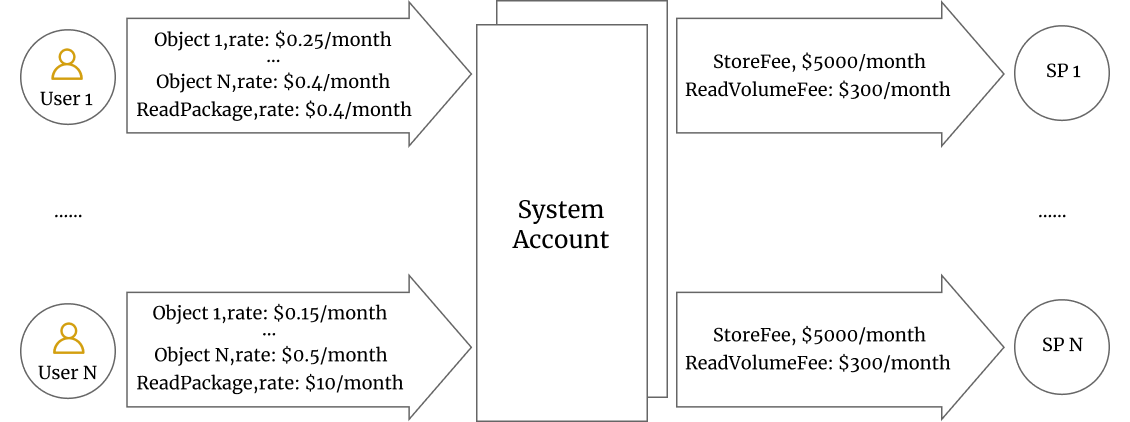 User 1
Object 1,rate: $0.25/month
...
Object N,rate: $0.4/month
ReadPackage,rate: $0.4/month
StoreFee, $5000/month
ReadVolumeFee: $300/month
SP 1
......
System
Account
......
User N
Object 1,rate: $0.15/month
...
Object N,rate: $0.5/month
ReadPackage,rate: $10/month
StoreFee, $5000/month
ReadVolumeFee: $300/month
SP N